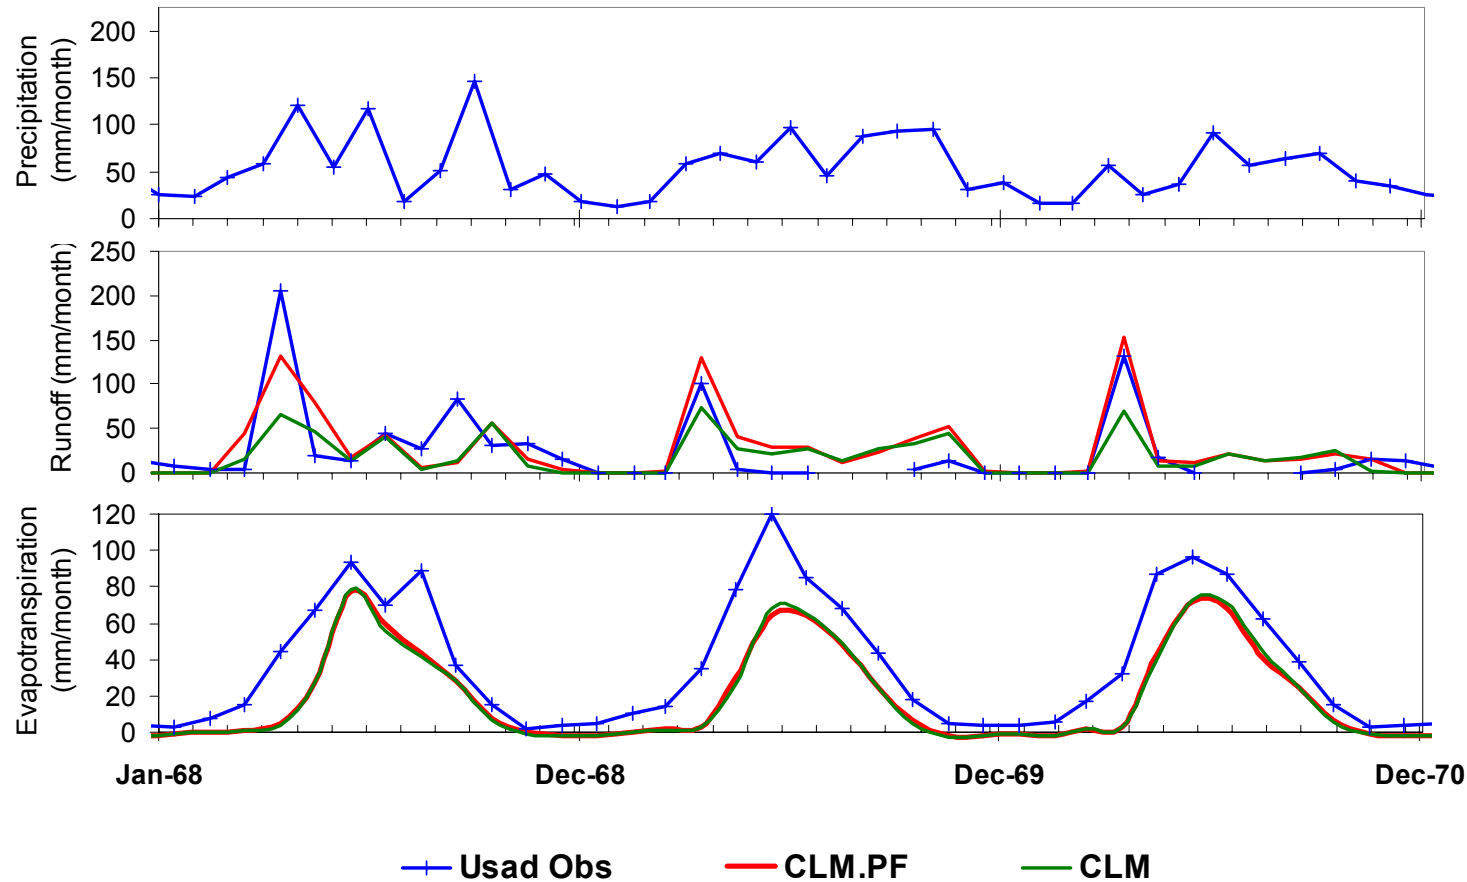 Precipitation
(mm/month)
200
150
100
50
0
Runoff (mm/month)
250
200
150
100
50
0
Evapotranspiration
(mm/month)
120
100
80
60
40
20
0
Jan-68 Dec-68 Dec-69 Dec-70
Usad Obs CLM.PF CLM